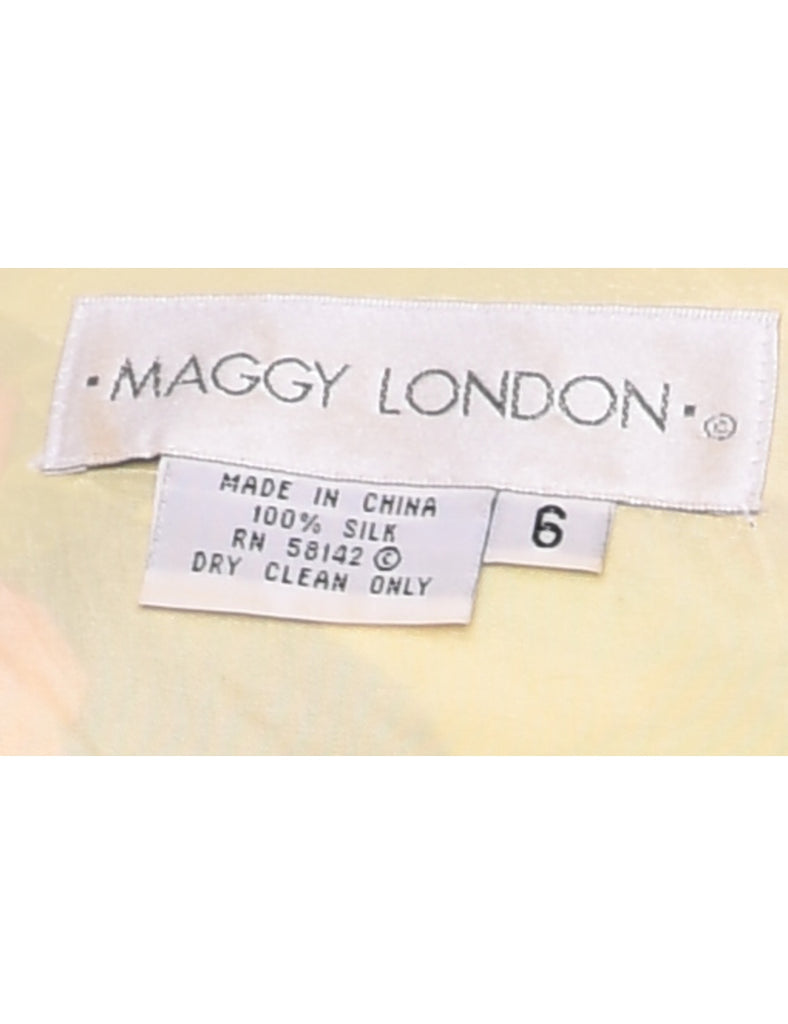 · MAGGY LONDON · ©
MADE IN CHINA
100% SILK
RN 58142 ©
DRY CLEAN ONLY
6